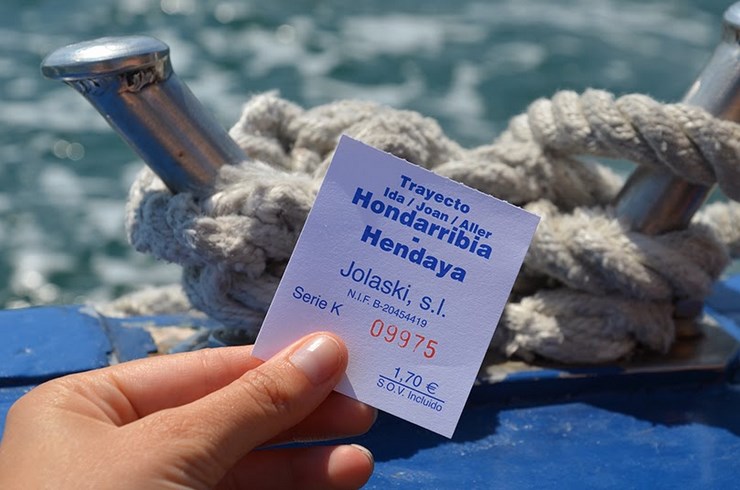 Trayecto
Ida / Joan / Aller
Hondarribia
-
Hendaya
Jolaski, s.l.
N.I.F. B-20454419
Serie K
09975
1,70 €
S.O.V. Incluido